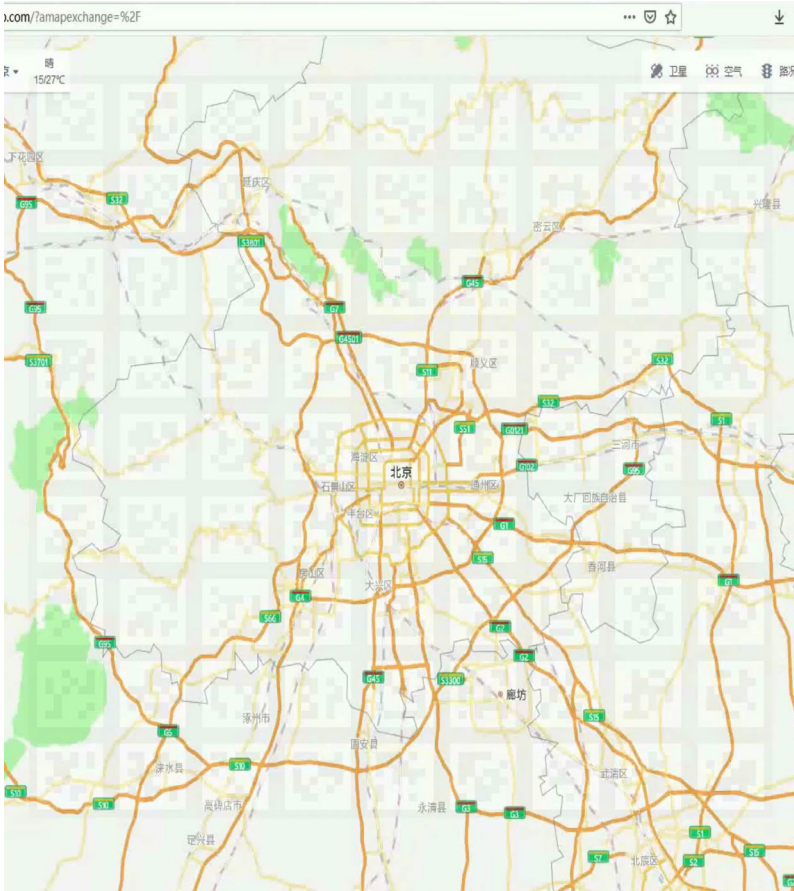 o.com/?amapexchange=%2F
京
晴
15/27℃
卫星
空气
路况
下花园区
延庆区
G95
S32
兴隆县
密云区
S3801
G45
G95
G7
G4501
S3701
S11
顺义区
S32
S32
S1
S51
G0121
三河市
海淀区
北京
G102
G95
石景山区
通州区
大厂回族自治县
丰台区
G1
S15
香河县
房山区
大兴区
G1
G4
S66
G2
G95
G2
G45
S3300
廊坊
涿州市
S15
G5
固安县
涞水县
S10
武清区
S10
高碑店市
永清县
G3
G3
定兴县
S1
S7
北辰区
S2
S15